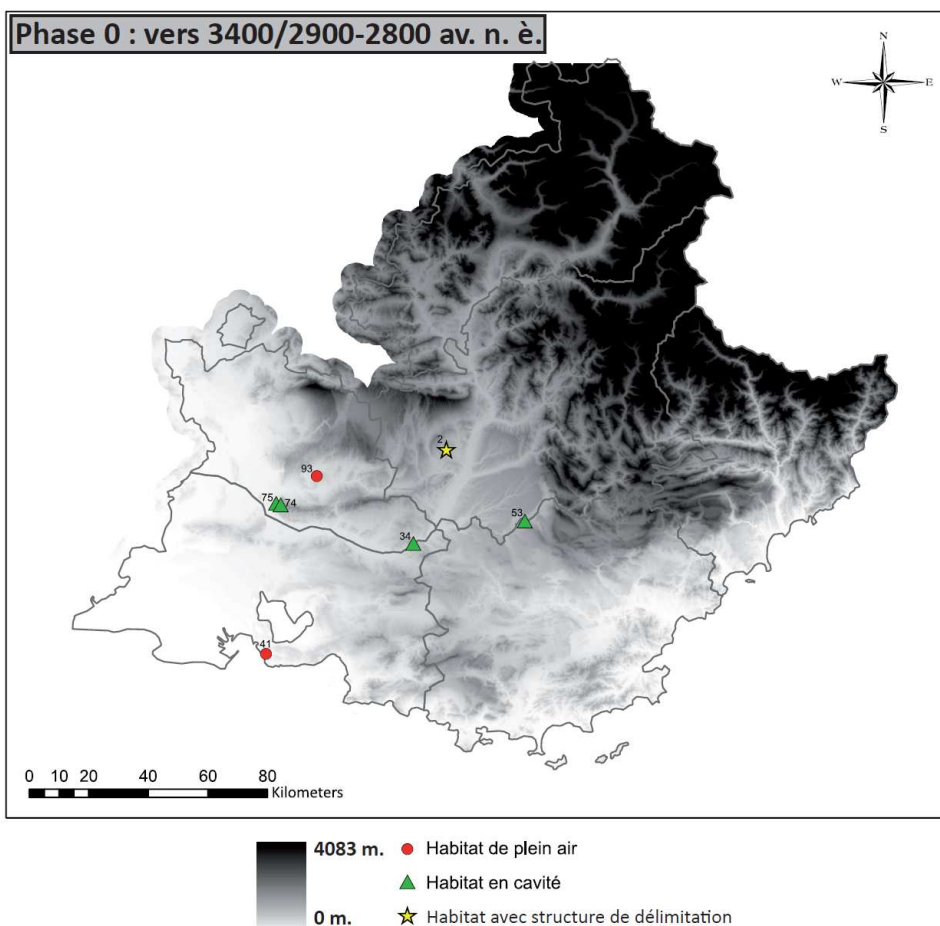 Phase 0 : vers 3400/2900-2800 av. n. è.
N
W E
S
2
93
75 74
53
34
41
0 10 20 40 60 80
Kilometers
4083 m.
0 m.
Habitat de plein air
Habitat en cavité
Habitat avec structure de délimitation